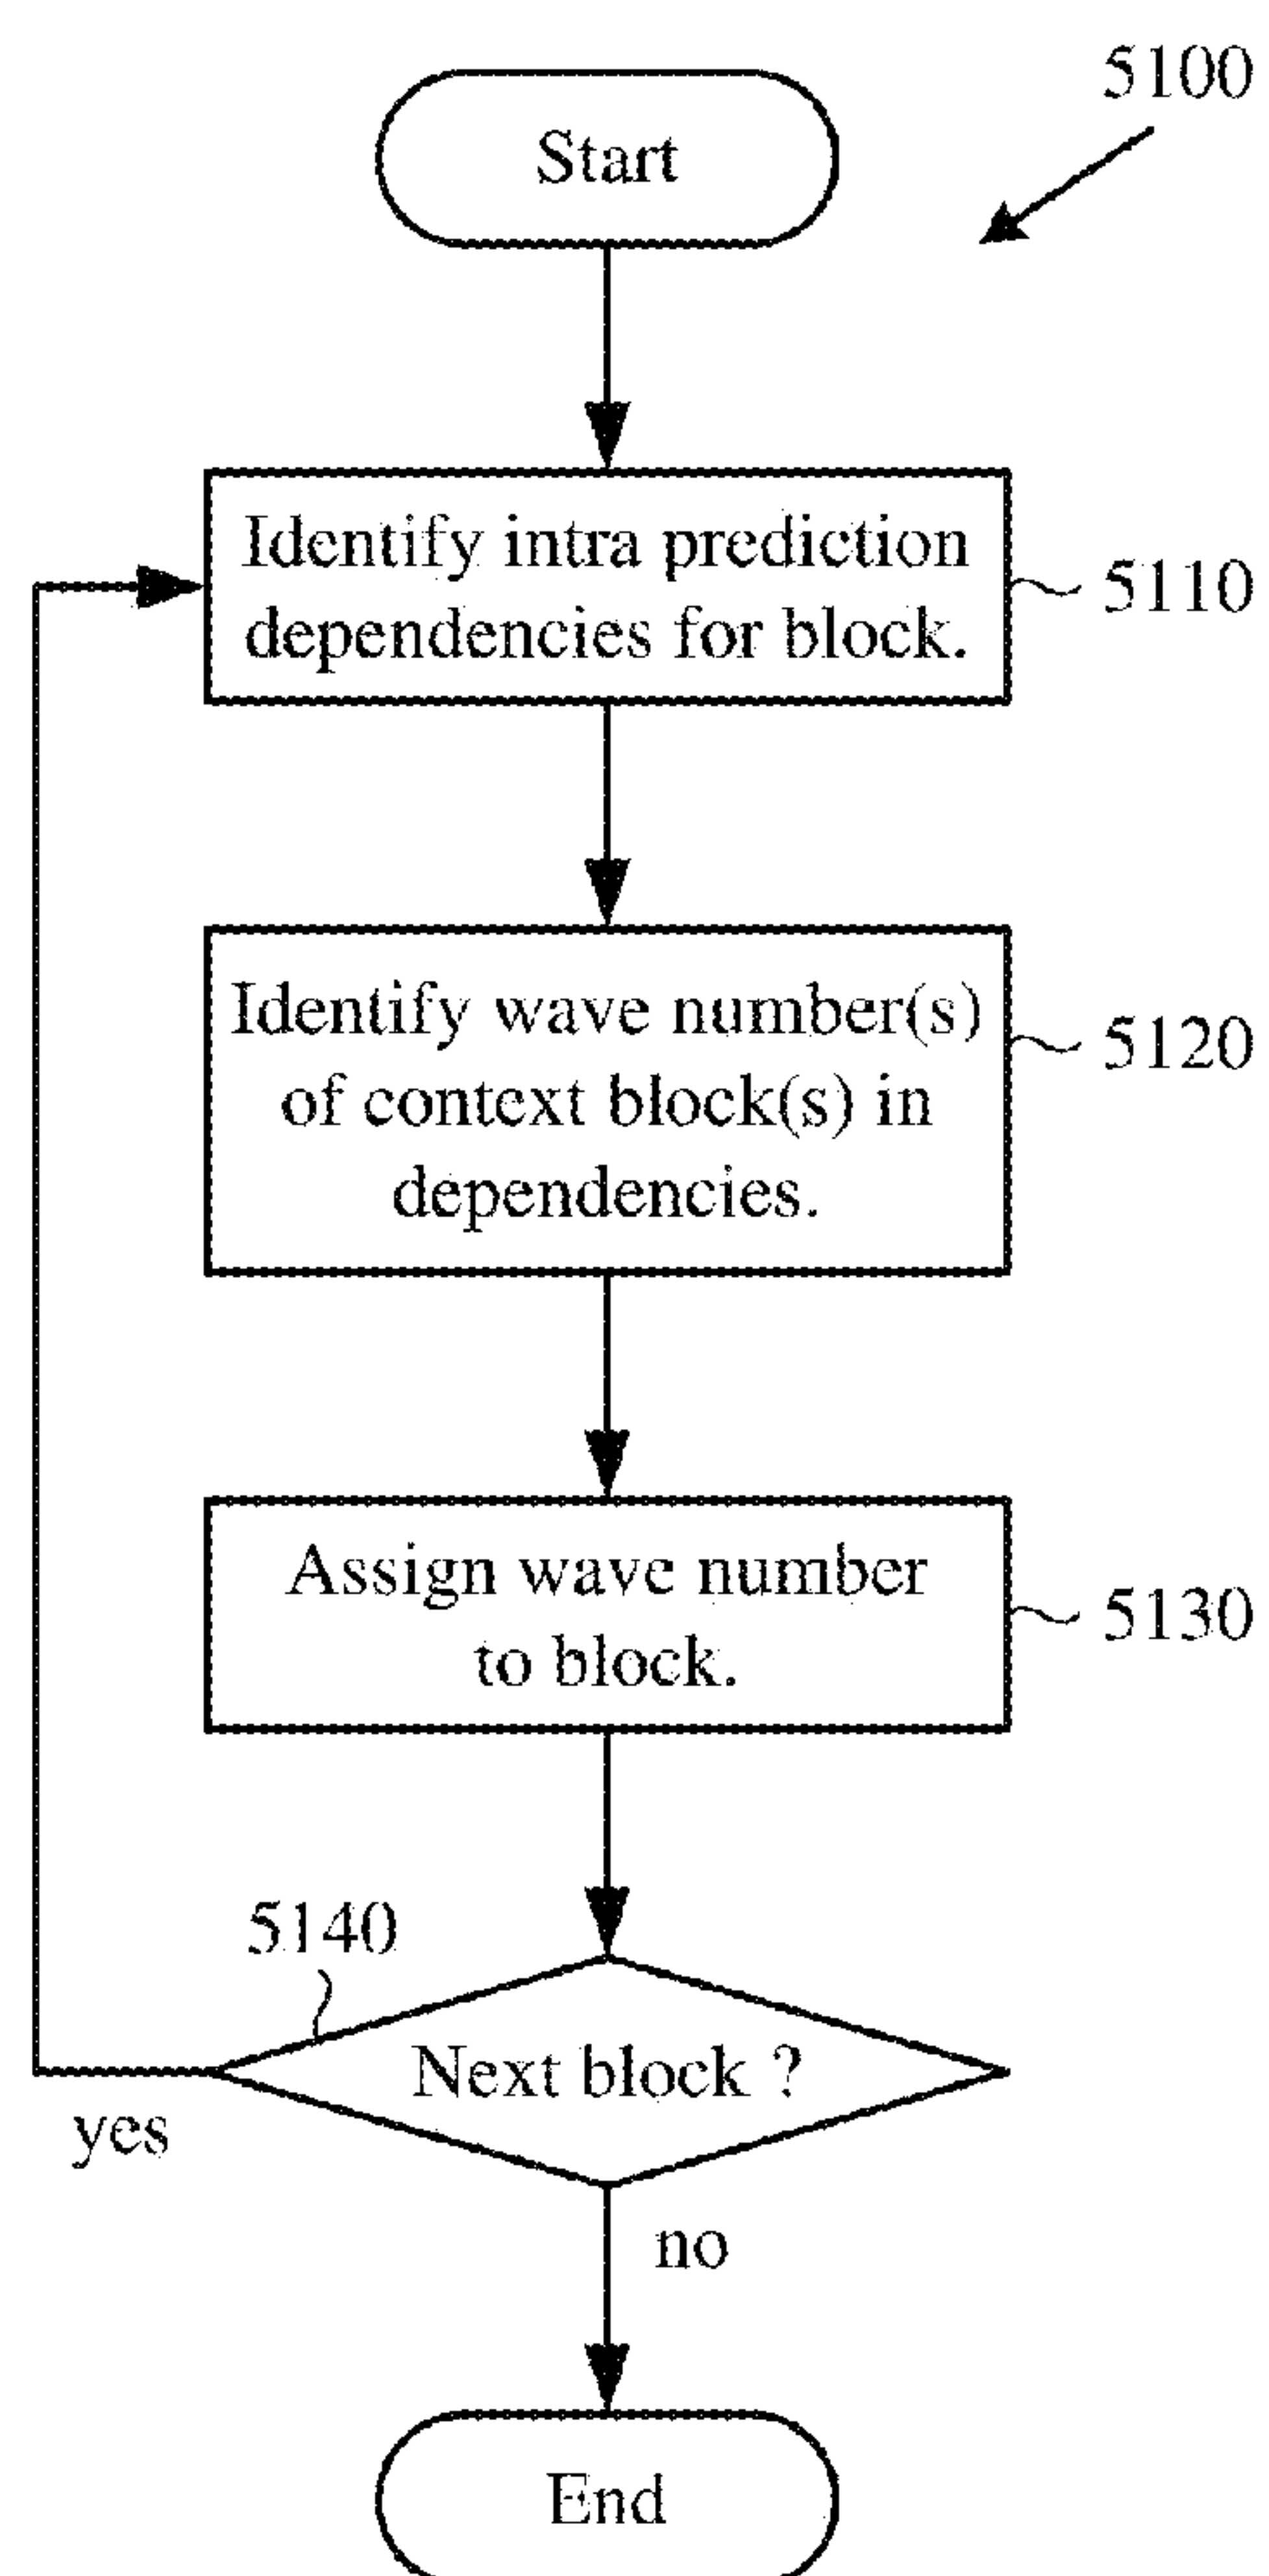 5100
Start
Identify intra prediction
dependencies for block.
5110
Identify wave number(s)
of context block(s) in
dependencies.
5120
Assign wave number
to block.
5130
5140
Next block ?
yes
no
End